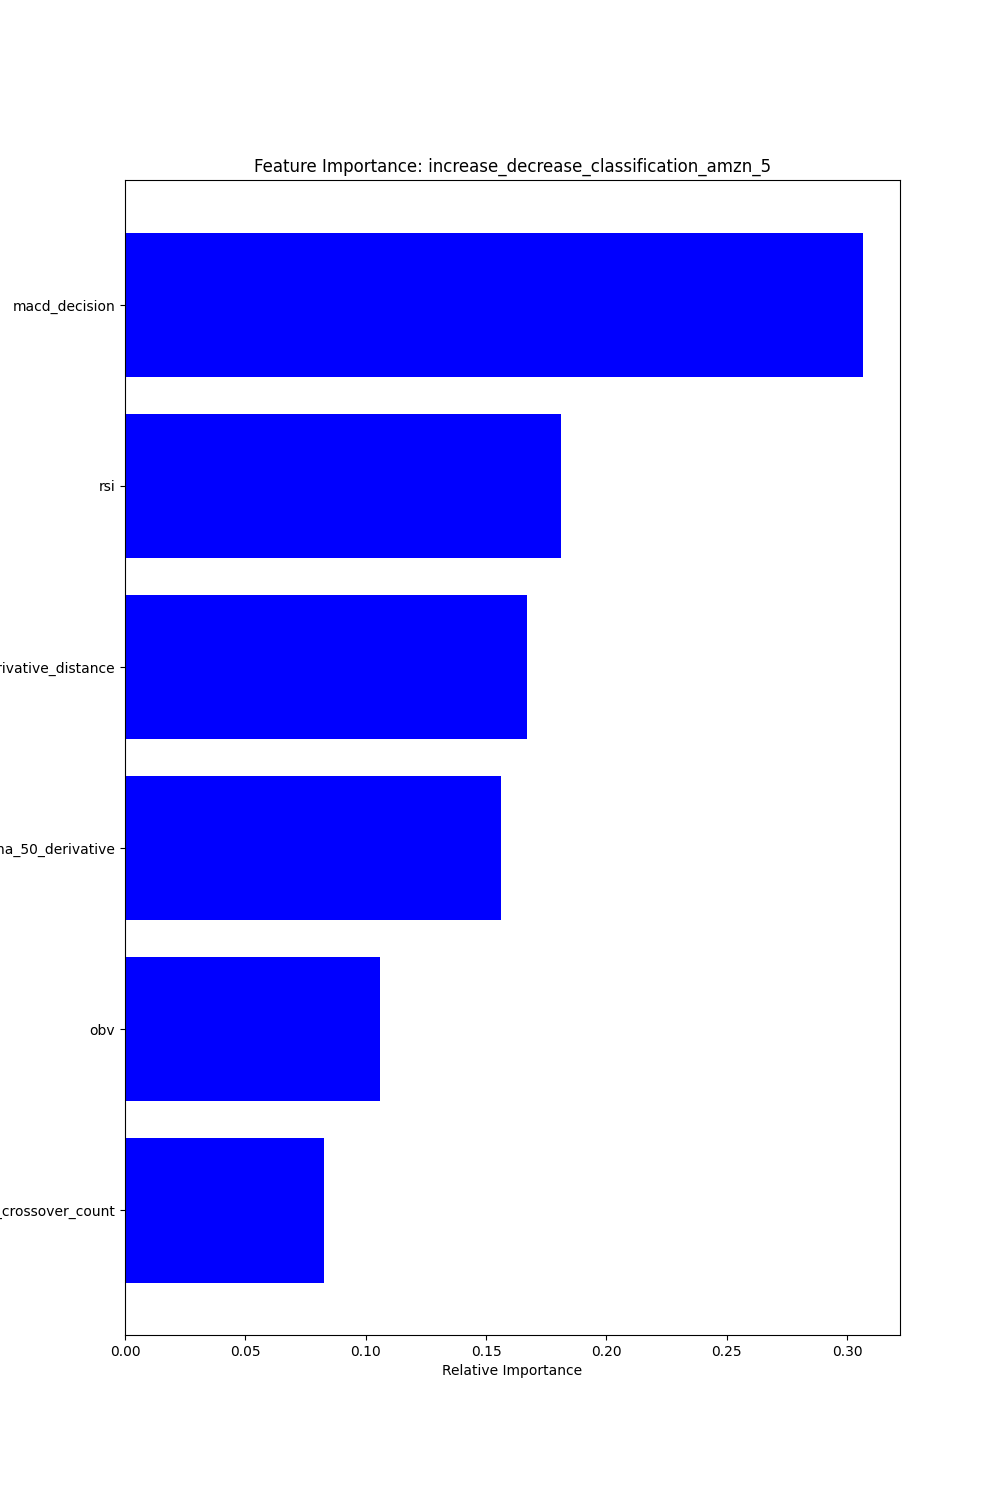 Feature Importance: increase_decrease_classification_amzn_5
macd_decision
rsi
rivative_distance
na_50_derivative
obv
_crossover_count
0.00 0.05 0.10 0.15 0.20 0.25 0.30
Relative Importance